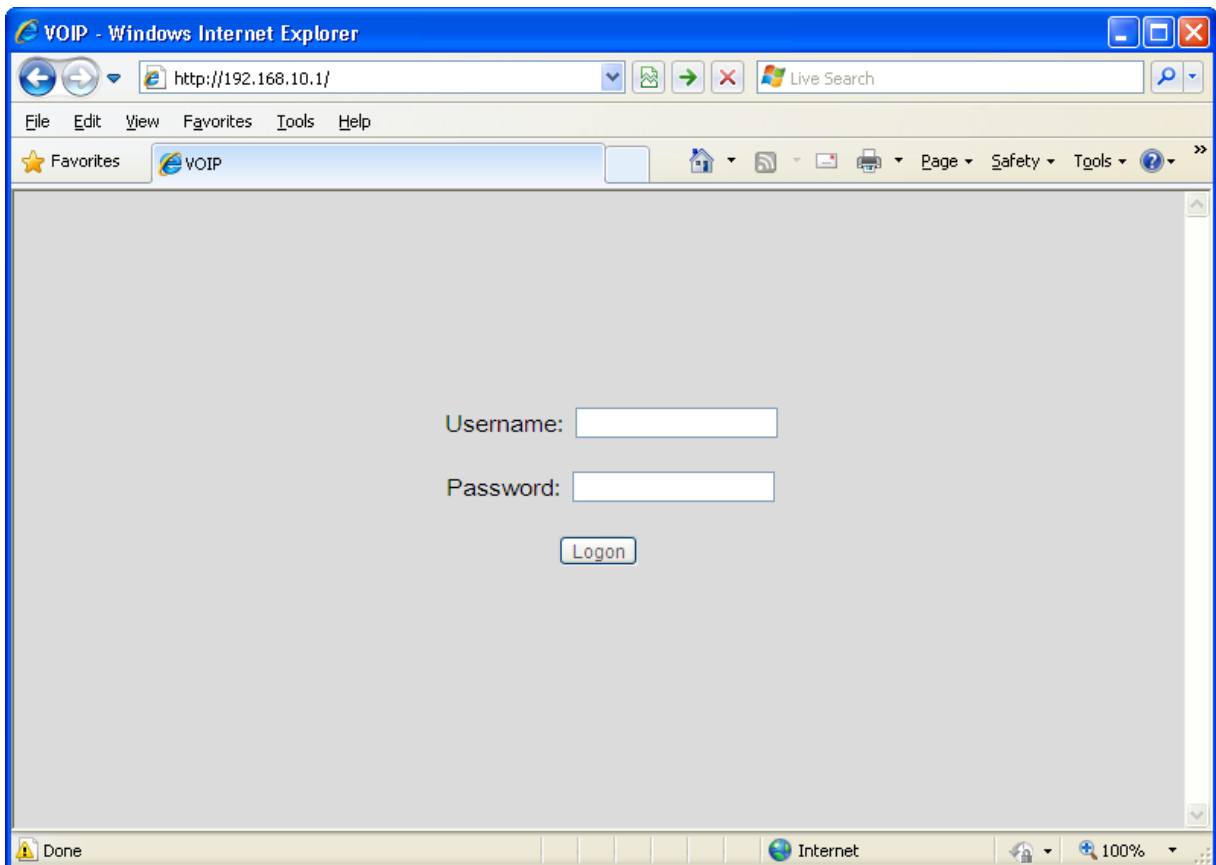 VOIP - Windows Internet Explorer
http://192.168.10.1/
Live Search
File Edit View Favorites Tools Help
Favorites VOIP Page Safety Tools »
Username:
Password:
Logon
Done Internet 100%